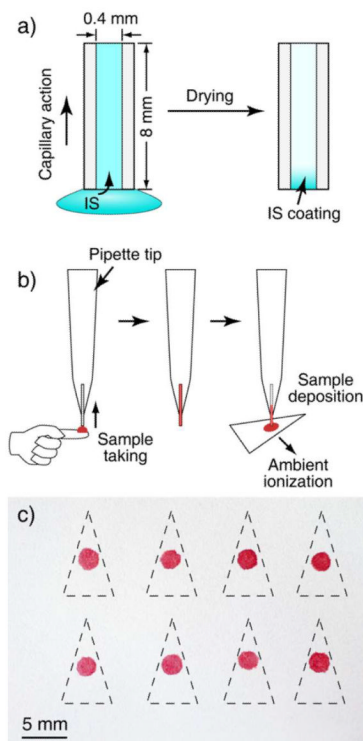 a)
0.4 mm
Capillary action
8 mm
Drying
IS
IS coating
b)
Pipette tip
Sample
taking
Sample
deposition
Ambient
ionization
c)
5 mm